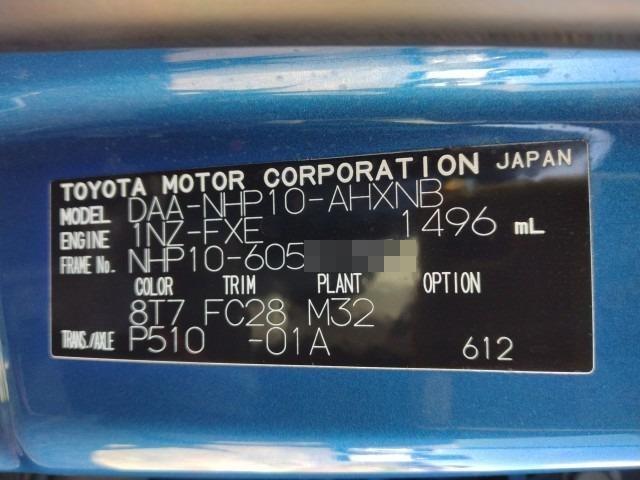 TOYOTA MOTOR CORPORATION JAPAN
MODEL DAA-NHP10-AHXNB
ENGINE 1NZ-FXE 1496 mL
FRAME No. NHP10-605
COLOR TRIM PLANT OPTION
8T7 FC28 M32
TRANS./AXLE P510 -01A 612